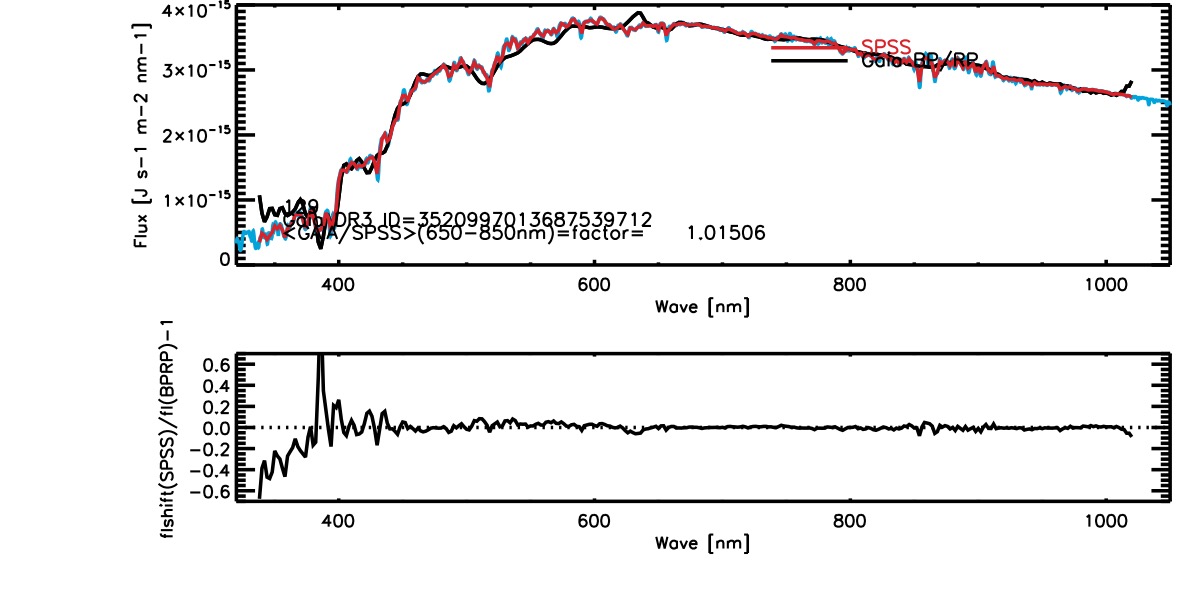 4×10−15
3×10−15
2×10−15
1×10−15
0
Flux [J s−1 m−2 nm−1]
SPSS
Gaia BP/RP
129
Gaia DR3 ID=3520997013687539712
<GAIA/SPSS>(650−850nm)=factor= 1.01506
400 600 800 1000
Wave [nm]
0.6
0.4
0.2
0.0
−0.2
−0.4
−0.6
flshift(SPSS)/fl(BPRP)−1
400 600 800 1000
Wave [nm]